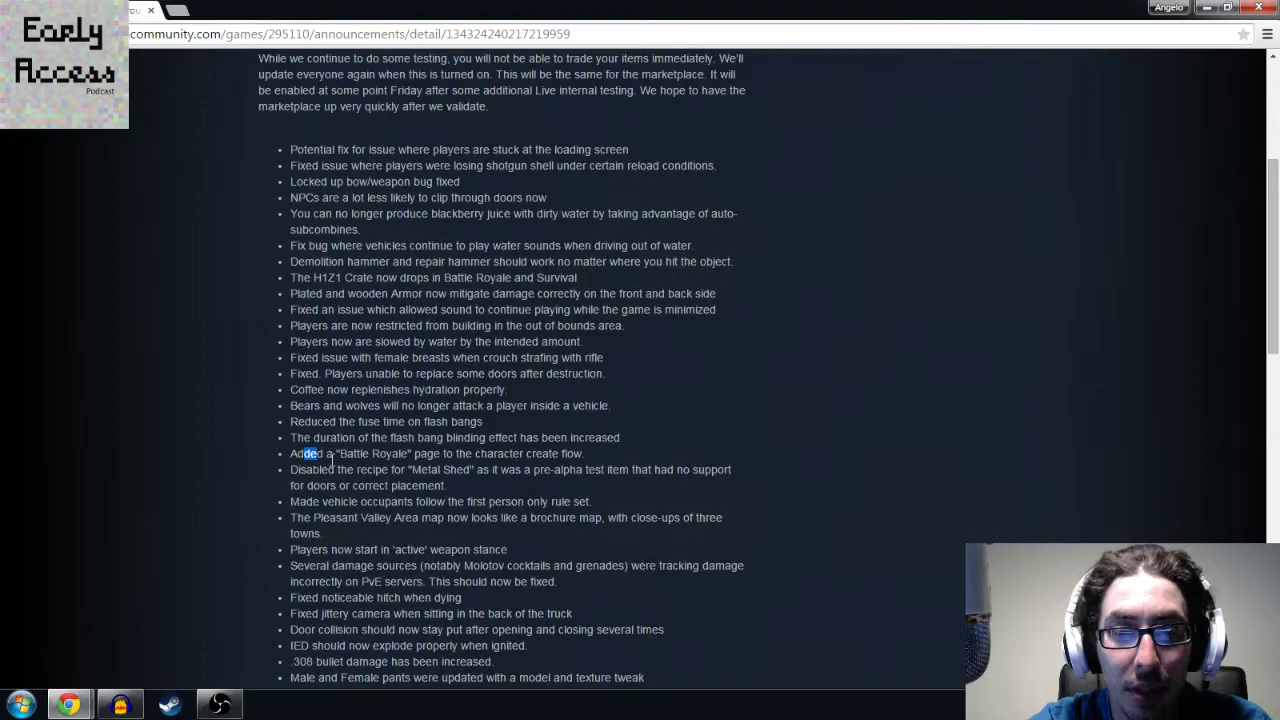 Early
Access
Podcast
ou
Angelo
community.com/games/295110/announcements/detail/134324240217219959
While we continue to do some testing, you will not be able to trade your items immediately. We'll
update everyone again when this is turned on. This will be the same for the marketplace. It will
be enabled at some point Friday after some additional Live internal testing. We hope to have the
marketplace up very quickly after we validate.
• Potential fix for issue where players are stuck at the loading screen
• Fixed issue where players were losing shotgun shell under certain reload conditions.
• Locked up bow/weapon bug fixed
• NPCs are a lot less likely to clip through doors now
• You can no longer produce blackberry juice with dirty water by taking advantage of auto-
subcombines.
• Fix bug where vehicles continue to play water sounds when driving out of water.
• Demolition hammer and repair hammer should work no matter where you hit the object.
• The H1Z1 Crate now drops in Battle Royale and Survival
• Plated and wooden Armor now mitigate damage correctly on the front and back side
• Fixed an issue which allowed sound to continue playing while the game is minimized
• Players are now restricted from building in the out of bounds area.
• Players now are slowed by water by the intended amount.
• Fixed issue with female breasts when crouch strafing with rifle
• Fixed. Players unable to replace some doors after destruction.
• Coffee now replenishes hydration properly.
• Bears and wolves will no longer attack a player inside a vehicle.
• Reduced the fuse time on flash bangs
• The duration of the flash bang blinding effect has been increased
• Added a "Battle Royale" page to the character create flow.
• Disabled the recipe for "Metal Shed" as it was a pre-alpha test item that had no support
for doors or correct placement.
• Made vehicle occupants follow the first person only rule set.
• The Pleasant Valley Area map now looks like a brochure map, with close-ups of three
towns.
• Players now start in 'active' weapon stance
• Several damage sources (notably Molotov cocktails and grenades) were tracking damage
incorrectly on PvE servers. This should now be fixed.
• Fixed noticeable hitch when dying
• Fixed jittery camera when sitting in the back of the truck
• Door collision should now stay put after opening and closing several times
• IED should now explode properly when ignited.
• .308 bullet damage has been increased.
• Male and Female pants were updated with a model and texture tweak